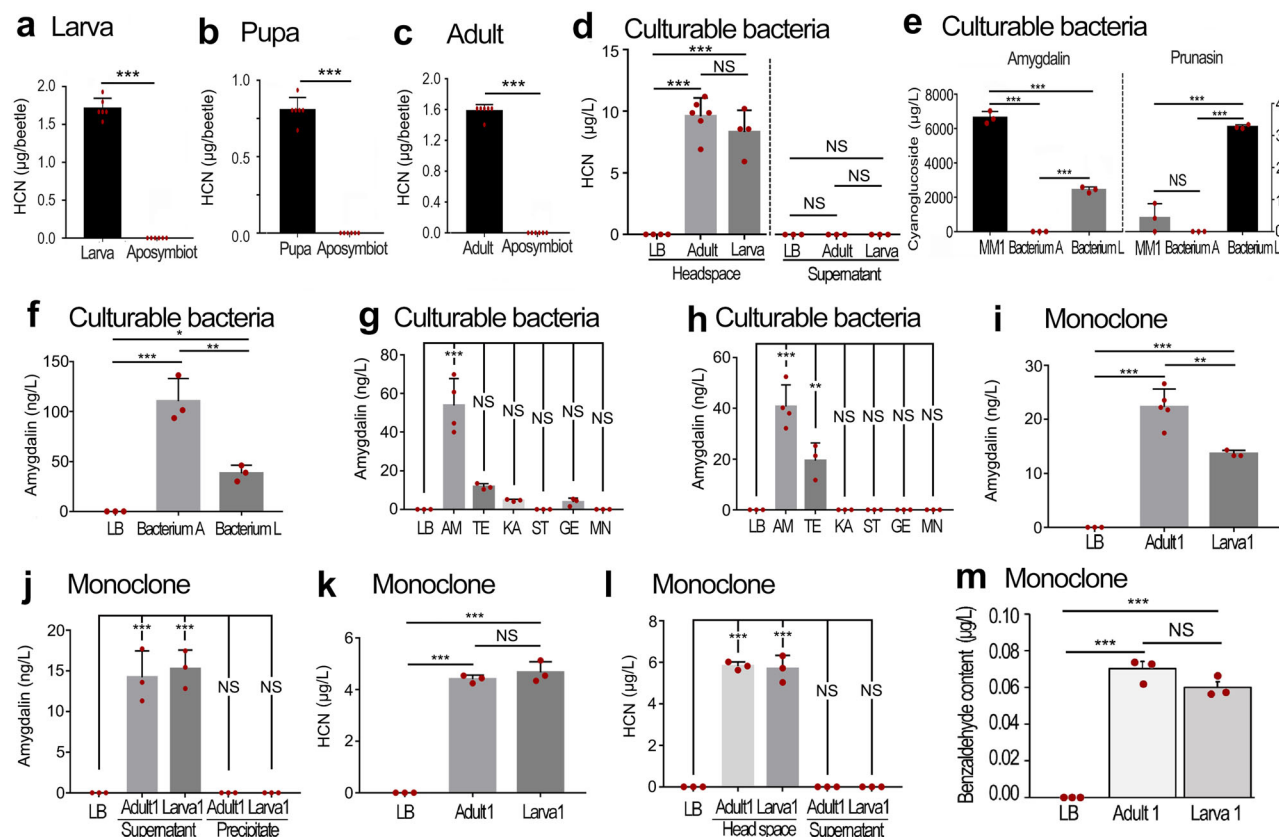 a Larva
***
HCN (µg/beetle)
2.0
1.5
1.0
0.5
0.0
Larva Aposymbiot
b Pupa
***
HCN (µg/beetle)
1.0
0.8
0.5
0.3
0.0
Pupa Aposymbiot
c Adult
***
HCN (µg/beetle)
2.0
1.6
1.2
0.8
0.4
0.0
Adult Aposymbiot
d Culturable bacteria
***
NS
***
NS
NS
NS
HCN (µg/L)
15
10
5
0
LB Adult Larva LB Adult Larva
Headspace Supernatant
e Culturable bacteria
Amygdalin Prunasin
***
***
***
***
***
NS
Cyanoglucoside (µg/L)
8000
6000
4000
2000
0
4
3
2
1
0
MM1 Bacterium A Bacterium L MM1 Bacterium A Bacterium L
f Culturable bacteria
*
***
**
Amygdalin (ng/L)
150
100
50
0
LB Bacterium A Bacterium L
g Culturable bacteria
***
NS NS NS NS NS
Amygdalin (ng/L)
80
60
40
20
0
LB AM TE KA ST GE MN
h Culturable bacteria
***
**
NS NS NS NS
Amygdalin (ng/L)
60
40
20
0
LB AM TE KA ST GE MN
i Monoclone
***
***
**
Amygdalin (ng/L)
30
20
10
0
LB Adult1 Larva1
j Monoclone
*** ***
NS NS
Amygdalin (ng/L)
20
15
10
5
0
LB Adult1 Larva1 Adult1 Larva1
Supernatant Precipitate
k Monoclone
***
***
NS
HCN (µg/L)
6
4
2
0
LB Adult1 Larva1
l Monoclone
*** ***
NS NS
HCN (µg/L)
8
6
4
2
0
LB Adult1 Larva1 Adult1 Larva1
Head space Supernatant
m Monoclone
***
***
NS
Benzaldehyde content (µg/L)
0.10
0.08
0.06
0.04
0.02
0.00
LB Adult 1 Larva 1